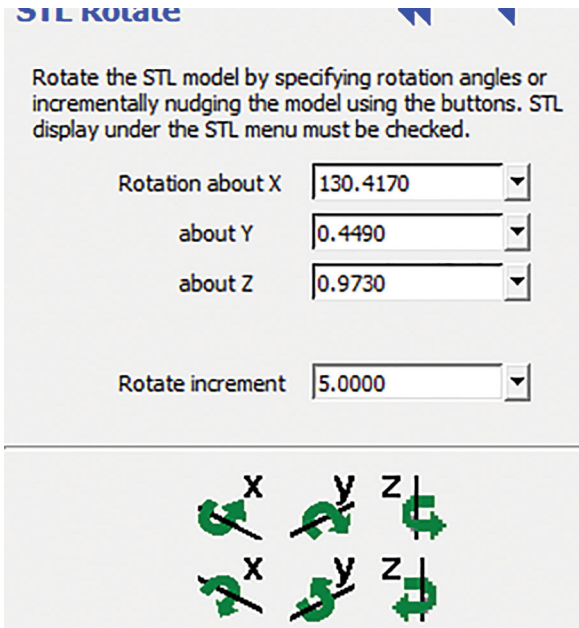 STL Rotate
Rotate the STL model by specifying rotation angles or
incrementally nudging the model using the buttons. STL
display under the STL menu must be checked.
Rotation about X 130.4170
about Y 0.4490
about Z 0.9730
Rotate increment 5.0000
x y z
x y z